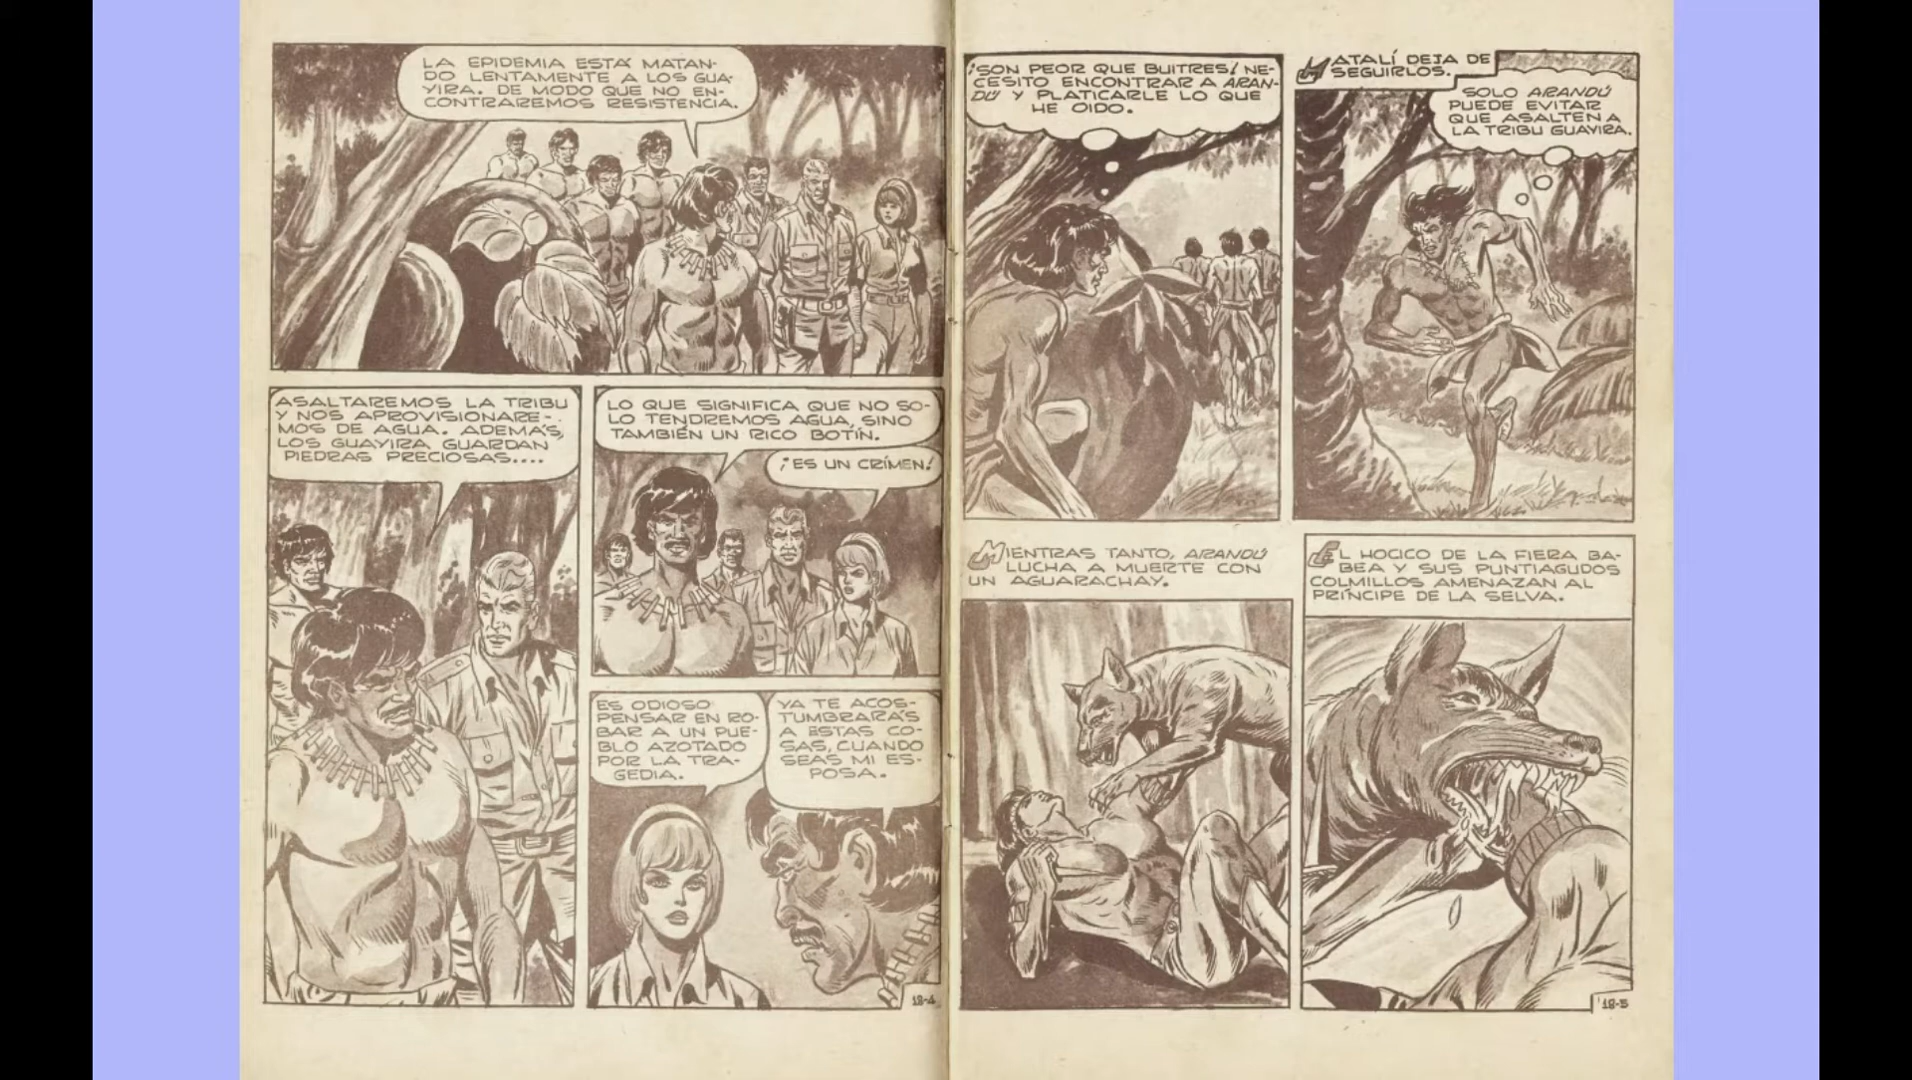 LA EPIDEMIA ESTÁ MATAN-
DO LENTAMENTE A LOS GUA-
YIRA. DE MODO QUE NO EN-
CONTRAREMOS RESISTENCIA.
ASALTAREMOS LA TRIBU
Y NOS APROVISIONARE-
MOS DE AGUA. ADEMÁS,
LOS GUAYIRA GUARDAN
PIEDRAS PRECIOSAS....
LO QUE SIGNIFICA QUE NO SO-
LO TENDREMOS AGUA, SINO
TAMBIÉN UN RICO BOTÍN.
¡ES UN CRÍMEN!
ES ODIOSO
PENSAR EN RO-
BAR A UN PUE-
BLO AZOTADO
POR LA TRA-
GEDIA.
YA TE ACOS-
TUMBRARÁS
A ESTAS CO-
SAS, CUANDO
SEAS MI ES-
POSA.
18-4
¡SON PEOR QUE BUITRES! NE-
CESITO ENCONTRAR A ARAN-
DÚ Y PLATICARLE LO QUE
HE OIDO.
MATALÍ DEJA DE
SEGUIRLOS.
SOLO ARANDÚ
PUEDE EVITAR
QUE ASALTEN A
LA TRIBU GUAYIRA.
MIENTRAS TANTO, ARANDÚ
LUCHA A MUERTE CON
UN AGUARACHAY.
EL HOCICO DE LA FIERA BA-
BEA Y SUS PUNTIAGUDOS
COLMILLOS AMENAZAN AL
PRÍNCIPE DE LA SELVA.
18-5